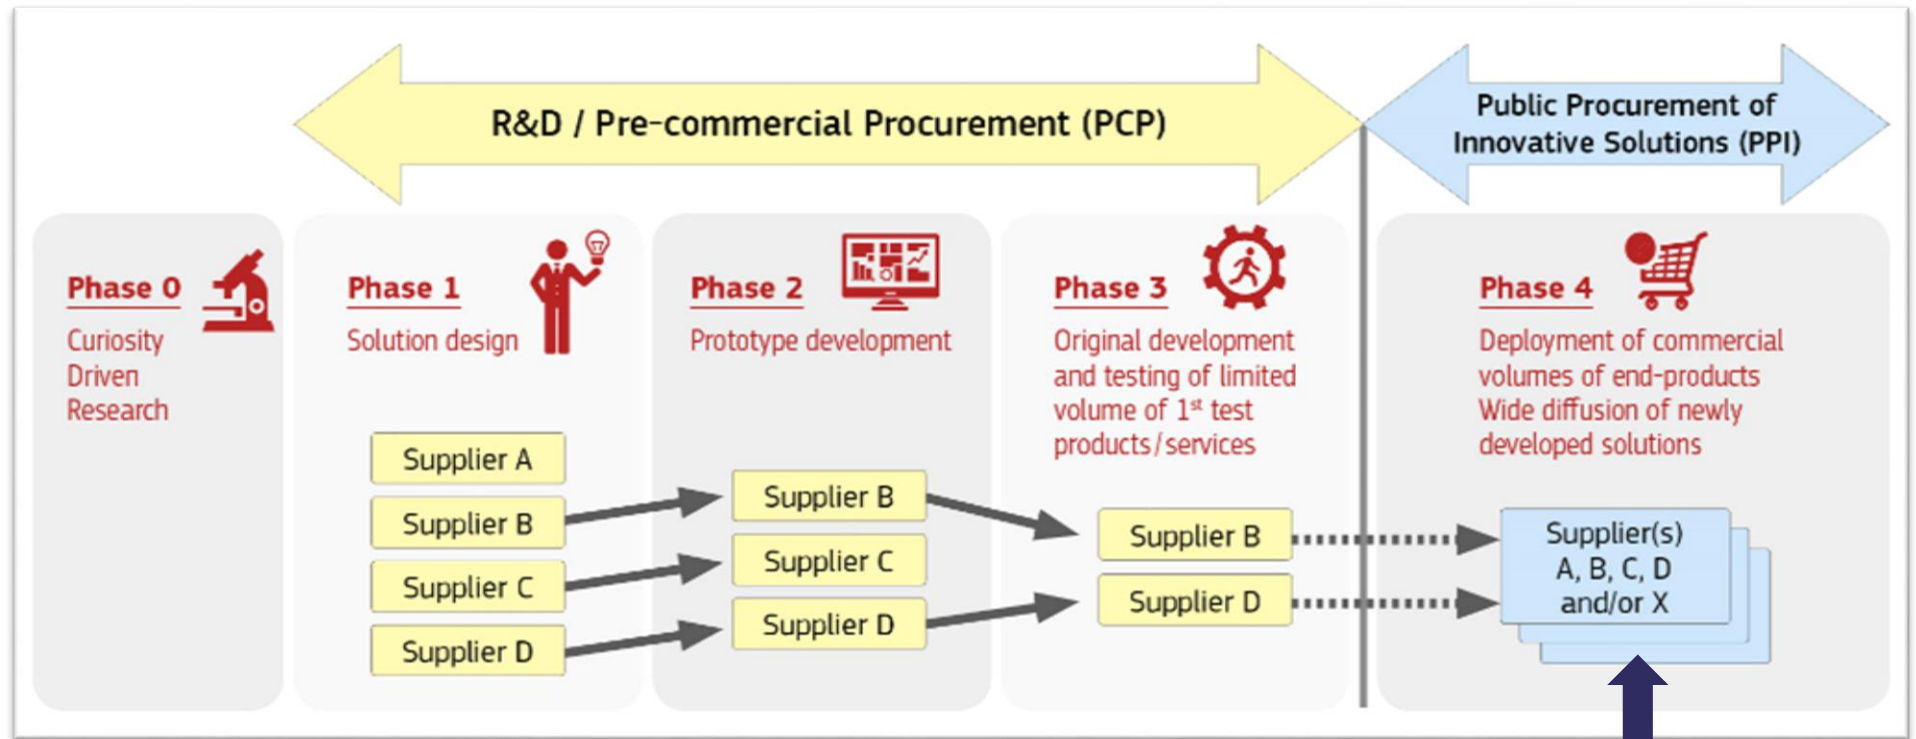 R&D / Pre-commercial Procurement (PCP)
Public Procurement of
Innovative Solutions (PPI)
Phase 0
Curiosity
Driven
Research
Phase 1
Solution design
Supplier A
Supplier B
Supplier C
Supplier D
Phase 2
Prototype development
Supplier B
Supplier C
Supplier D
Phase 3
Original development
and testing of limited
volume of 1st test
products/services
Supplier B
Supplier D
Phase 4
Deployment of commercial
volumes of end-products
Wide diffusion of newly
developed solutions
Supplier(s)
A, B, C, D
and/or X